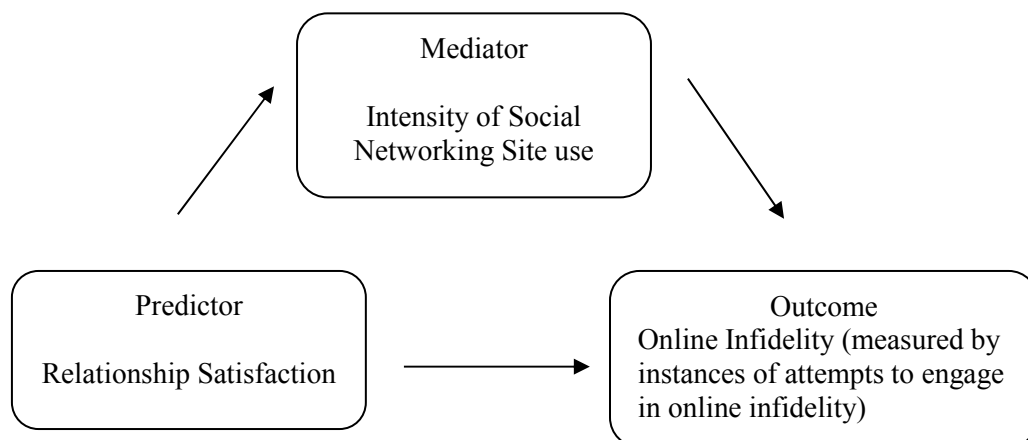 Mediator
Intensity of Social
Networking Site use
Predictor
Relationship Satisfaction
Outcome
Online Infidelity (measured by
instances of attempts to engage
in online infidelity)